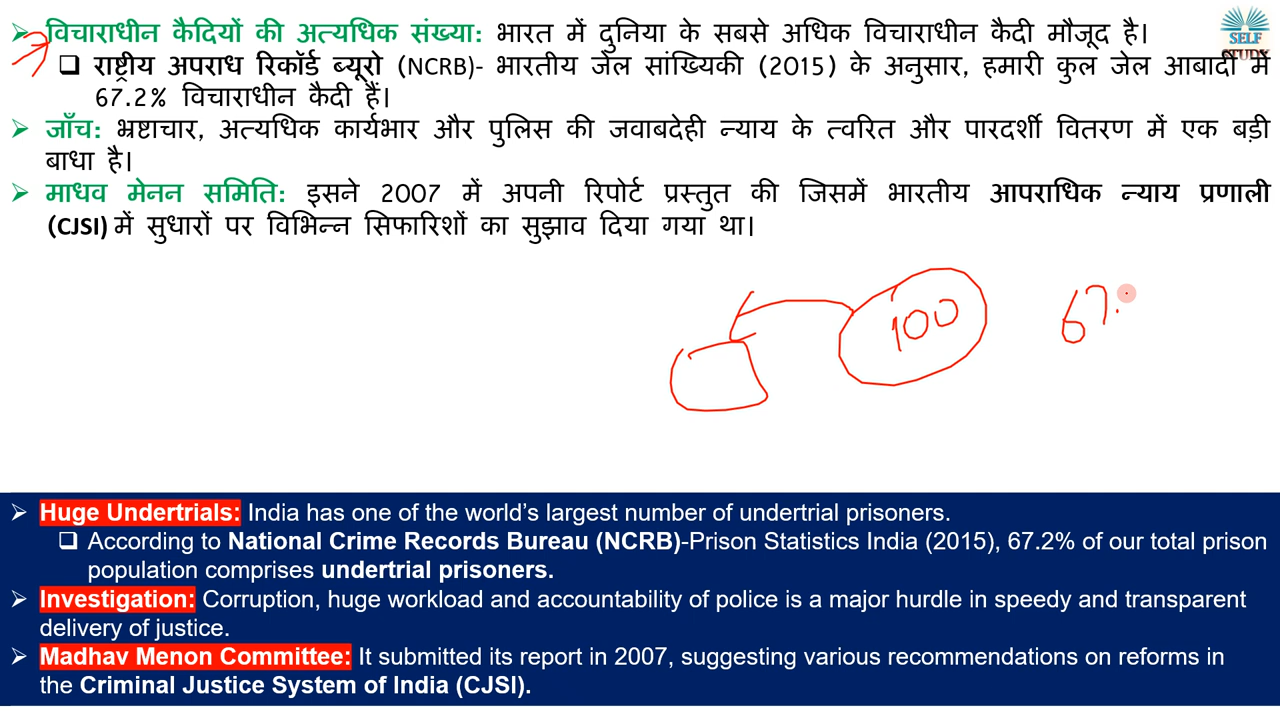 ➢ विचाराधीन कैदियों की अत्यधिक संख्या: भारत में दुनिया के सबसे अधिक विचाराधीन कैदी मौजूद है।
SELF
STUDY
❑ राष्ट्रीय अपराध रिकॉर्ड ब्यूरो (NCRB)- भारतीय जेल सांख्यिकी (2015) के अनुसार, हमारी कुल जेल आबादी में
67.2% विचाराधीन कैदी हैं।
➢ जाँच: भ्रष्टाचार, अत्यधिक कार्यभार और पुलिस की जवाबदेही न्याय के त्वरित और पारदर्शी वितरण में एक बड़ी
बाधा है।
➢ माधव मेनन समिति: इसने 2007 में अपनी रिपोर्ट प्रस्तुत की जिसमें भारतीय आपराधिक न्याय प्रणाली
(CJSI) में सुधारों पर विभिन्न सिफारिशों का सुझाव दिया गया था।
100 67.
➢ Huge Undertrials: India has one of the world's largest number of undertrial prisoners.
❑ According to National Crime Records Bureau (NCRB)-Prison Statistics India (2015), 67.2% of our total prison
population comprises undertrial prisoners.
➢ Investigation: Corruption, huge workload and accountability of police is a major hurdle in speedy and transparent
delivery of justice.
➢ Madhav Menon Committee: It submitted its report in 2007, suggesting various recommendations on reforms in
the Criminal Justice System of India (CJSI).